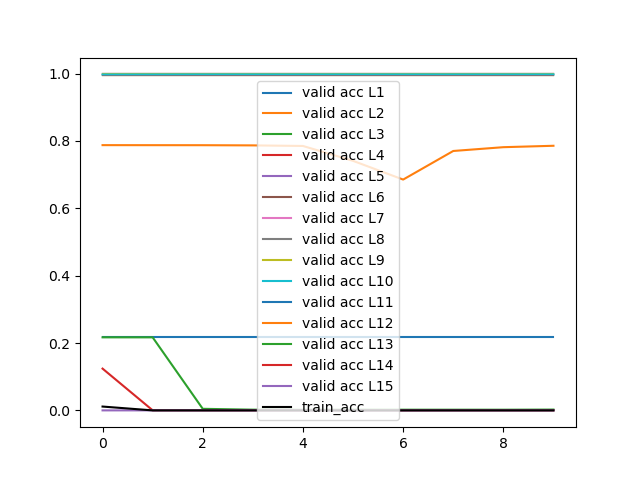 1.0
0.8
0.6
0.4
0.2
0.0
valid acc L1
valid acc L2
valid acc L3
valid acc L4
valid acc L5
valid acc L6
valid acc L7
valid acc L8
valid acc L9
valid acc L10
valid acc L11
valid acc L12
valid acc L13
valid acc L14
valid acc L15
train_acc
0 2 4 6 8